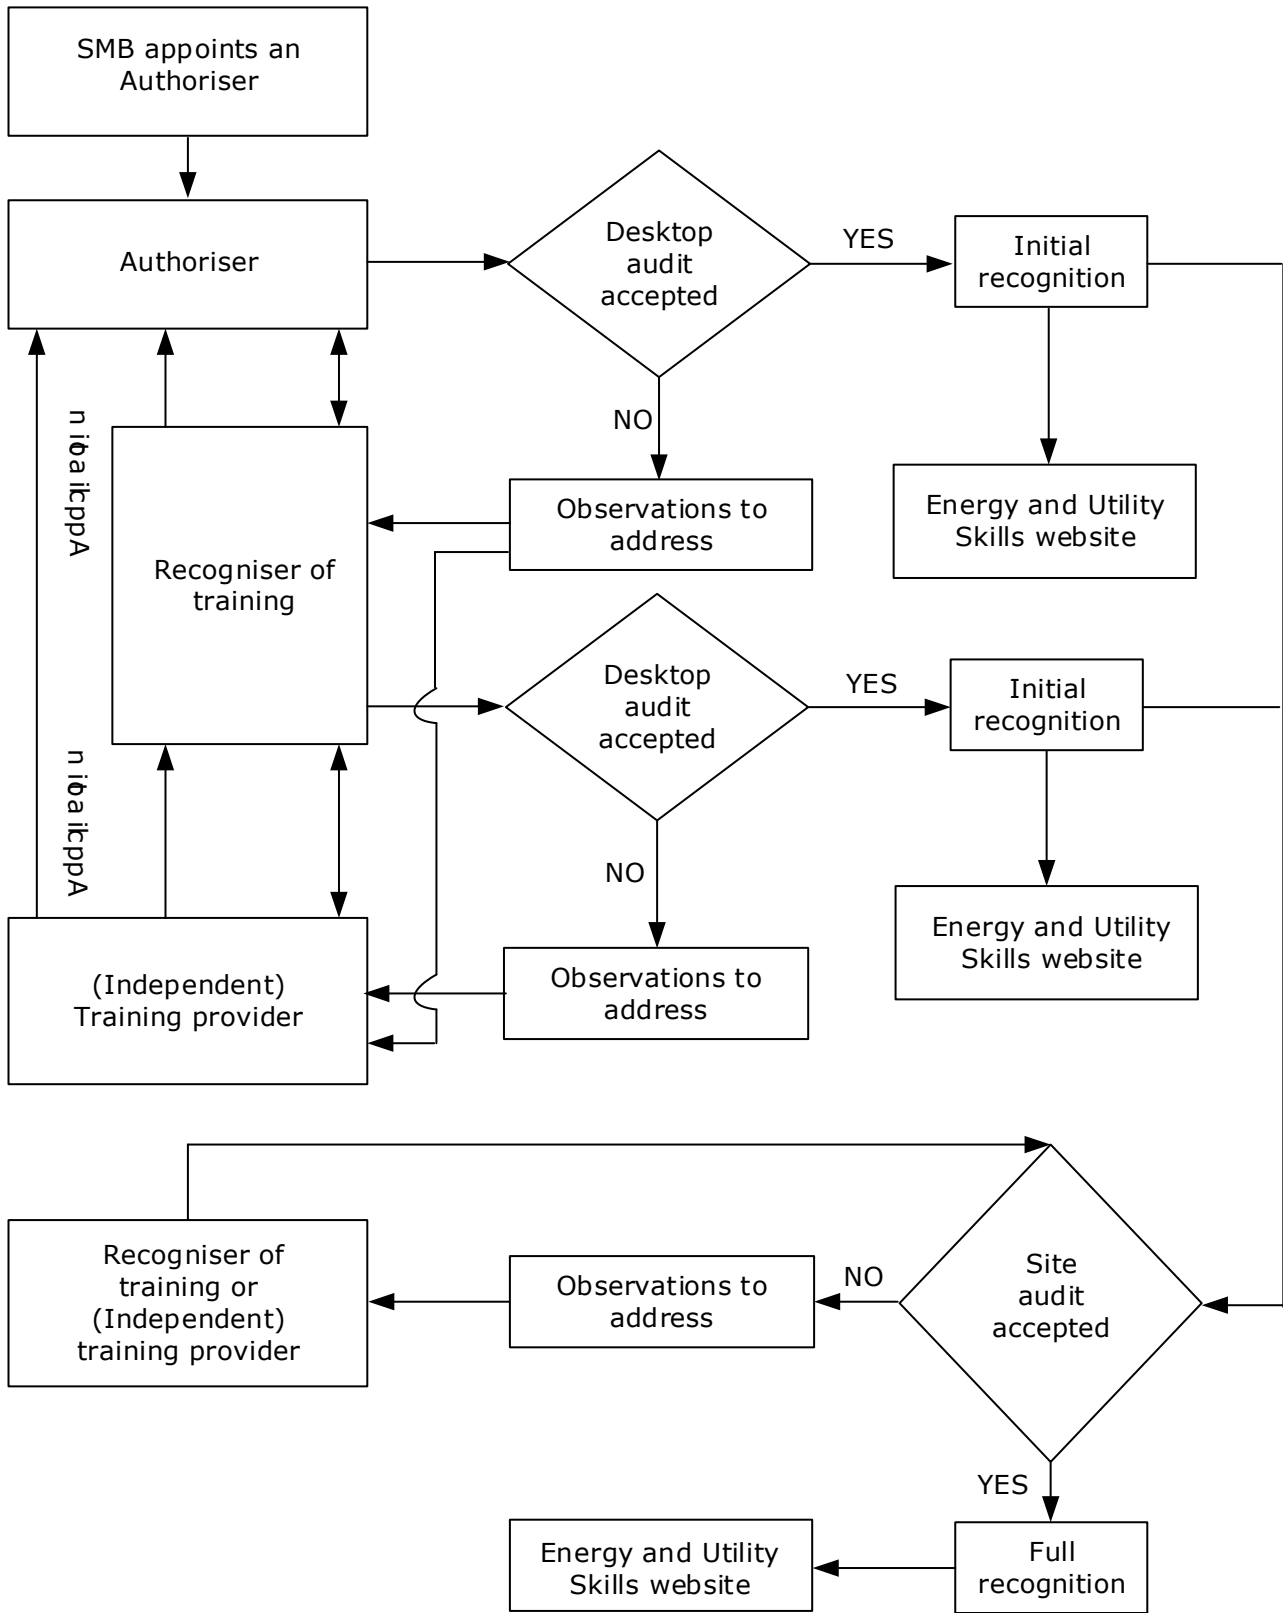 SMB appoints an
Authoriser
Authoriser
Desktop
audit
accepted
YES
Initial
recognition
NO
Application
Observations to
address
Energy and Utility
Skills website
Recogniser of
training
Desktop
audit
accepted
YES
Initial
recognition
NO
Application
Energy and Utility
Skills website
(Independent)
Training provider
Observations to
address
Recogniser of
training or
(Independent)
training provider
Observations to
address
NO
Site
audit
accepted
YES
Energy and Utility
Skills website
Full
recognition